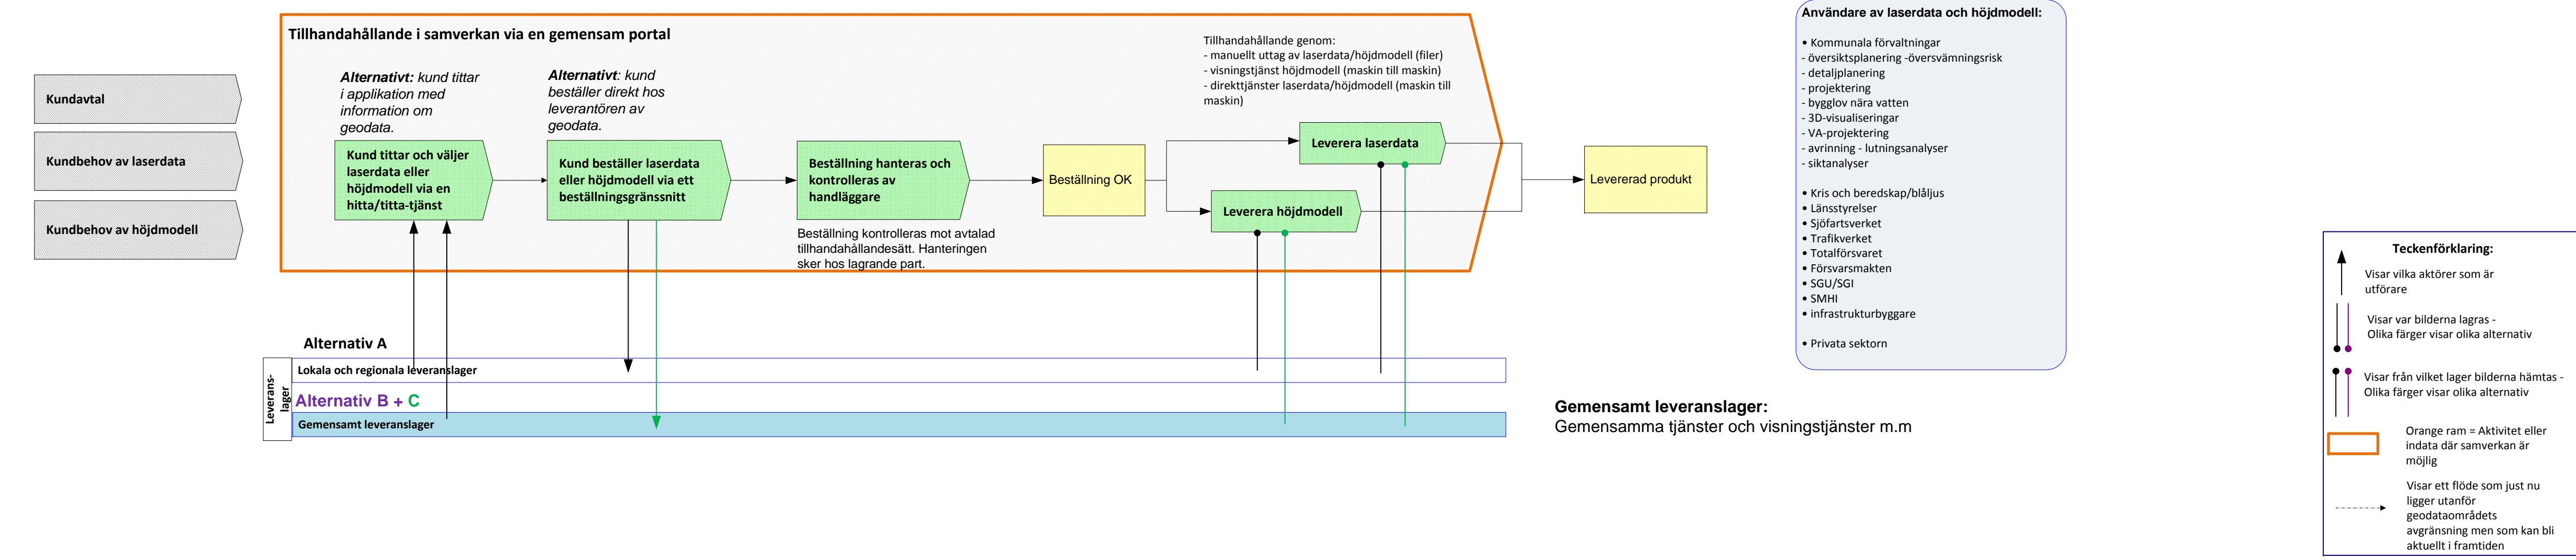 Kundavtal
Kundbehov av laserdata
Kundbehov av höjdmodell
Tillhandahållande i samverkan via en gemensam portal
Alternativt: kund tittar
i applikation med
information om
geodata.
Alternativt: kund
beställer direkt hos
leverantören av
geodata.
Kund tittar och väljer
laserdata eller
höjdmodell via en
hitta/titta-tjänst
Kund beställer laserdata
eller höjdmodell via ett
beställningsgränssnitt
Beställning hanteras och
kontrolleras av
handläggare
Beställning kontrolleras mot avtalad
tillhandahållandesätt. Hanteringen
sker hos lagrande part.
Beställning OK
Tillhandahållande genom:
- manuellt uttag av laserdata/höjdmodell (filer)
- visningstjänst höjdmodell (maskin till maskin)
- direkttjänster laserdata/höjdmodell (maskin till
maskin)
Leverera laserdata
Leverera höjdmodell
Levererad produkt
Alternativ A
Leverans-
lager
Lokala och regionala leveranslager
Alternativ B + C
Gemensamt leveranslager
Gemensamt leveranslager:
Gemensamma tjänster och visningstjänster m.m
Användare av laserdata och höjdmodell:
• Kommunala förvaltningar
- översiktsplanering -översvämningsrisk
- detaljplanering
- projektering
- bygglov nära vatten
- 3D-visualiseringar
- VA-projektering
- avrinning - lutningsanalyser
- siktanalyser
• Kris och beredskap/blåljus
• Länsstyrelser
• Sjöfartsverket
• Trafikverket
• Totalförsvaret
• Försvarsmakten
• SGU/SGI
• SMHI
• infrastrukturbyggare
• Privata sektorn
Teckenförklaring:
Visar vilka aktörer som är
utförare
Visar var bilderna lagras -
Olika färger visar olika alternativ
Visar från vilket lager bilderna hämtas -
Olika färger visar olika alternativ
Orange ram = Aktivitet eller
indata där samverkan är
möjlig
Visar ett flöde som just nu
ligger utanför
geodataområdets
avgränsning men som kan bli
aktuellt i framtiden